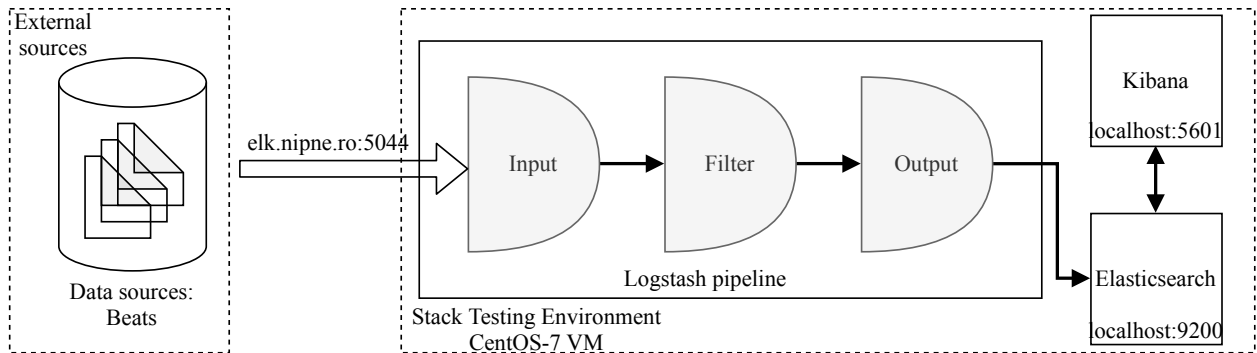 External
sources
Data sources:
Beats
elk.nipne.ro:5044
Input
Filter
Output
Logstash pipeline
Stack Testing Environment
CentOS-7 VM
Kibana
localhost:5601
Elasticsearch
localhost:9200